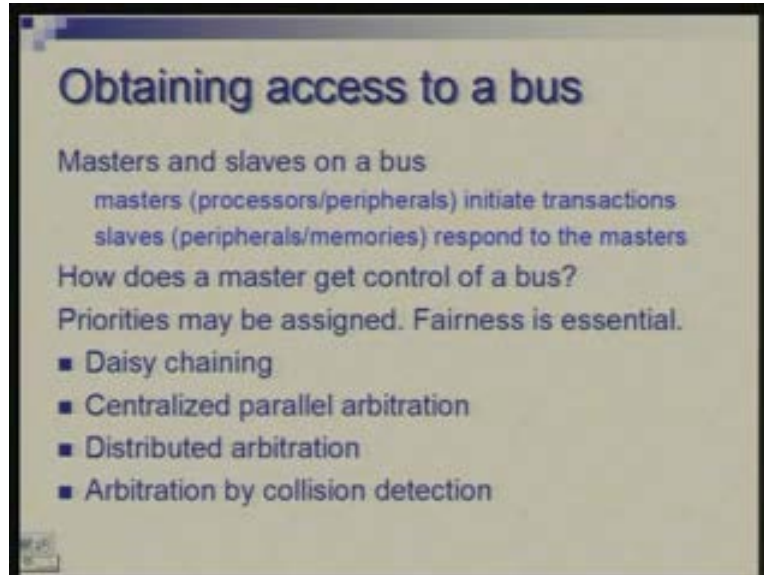 Obtaining access to a bus
Masters and slaves on a bus
masters (processors/peripherals) initiate transactions
slaves (peripherals/memories) respond to the masters
How does a master get control of a bus?
Priorities may be assigned. Fairness is essential.
■ Daisy chaining
■ Centralized parallel arbitration
■ Distributed arbitration
■ Arbitration by collision detection